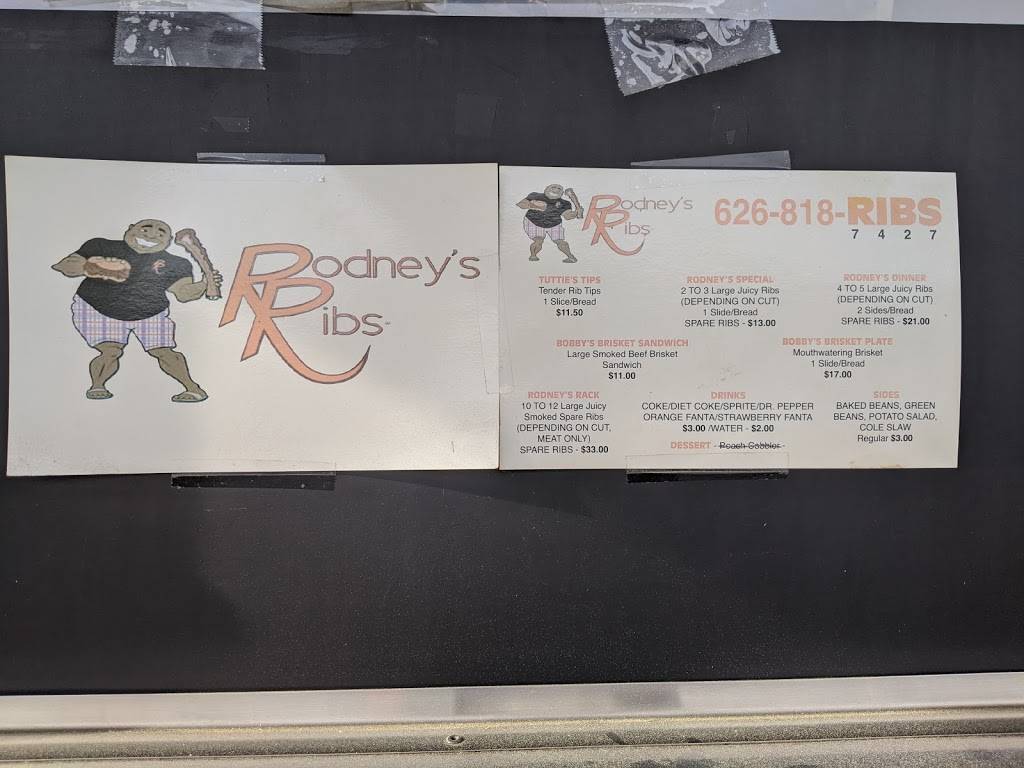 Rodney's
Ribs
Rodney's
Ribs
626-818-RIBS
7 4 2 7
TUTTIE'S TIPS
Tender Rib Tips
1 Slice/Bread
$11.50
RODNEY'S SPECIAL
2 TO 3 Large Juicy Ribs
(DEPENDING ON CUT)
1 Slide/Bread
SPARE RIBS - $13.00
RODNEY'S DINNER
4 TO 5 Large Juicy Ribs
(DEPENDING ON CUT)
2 Sides/Bread
SPARE RIBS - $21.00
BOBBY'S BRISKET SANDWICH
Large Smoked Beef Brisket
Sandwich
$11.00
BOBBY'S BRISKET PLATE
Mouthwatering Brisket
1 Slide/Bread
$17.00
RODNEY'S RACK
10 TO 12 Large Juicy
Smoked Spare Ribs
(DEPENDING ON CUT,
MEAT ONLY)
SPARE RIBS - $33.00
DRINKS
COKE/DIET COKE/SPRITE/DR. PEPPER
ORANGE FANTA/STRAWBERRY FANTA
$3.00 /WATER - $2.00
DESSERT - Peach Cobbler -
SIDES
BAKED BEANS, GREEN
BEANS, POTATO SALAD,
COLE SLAW
Regular $3.00